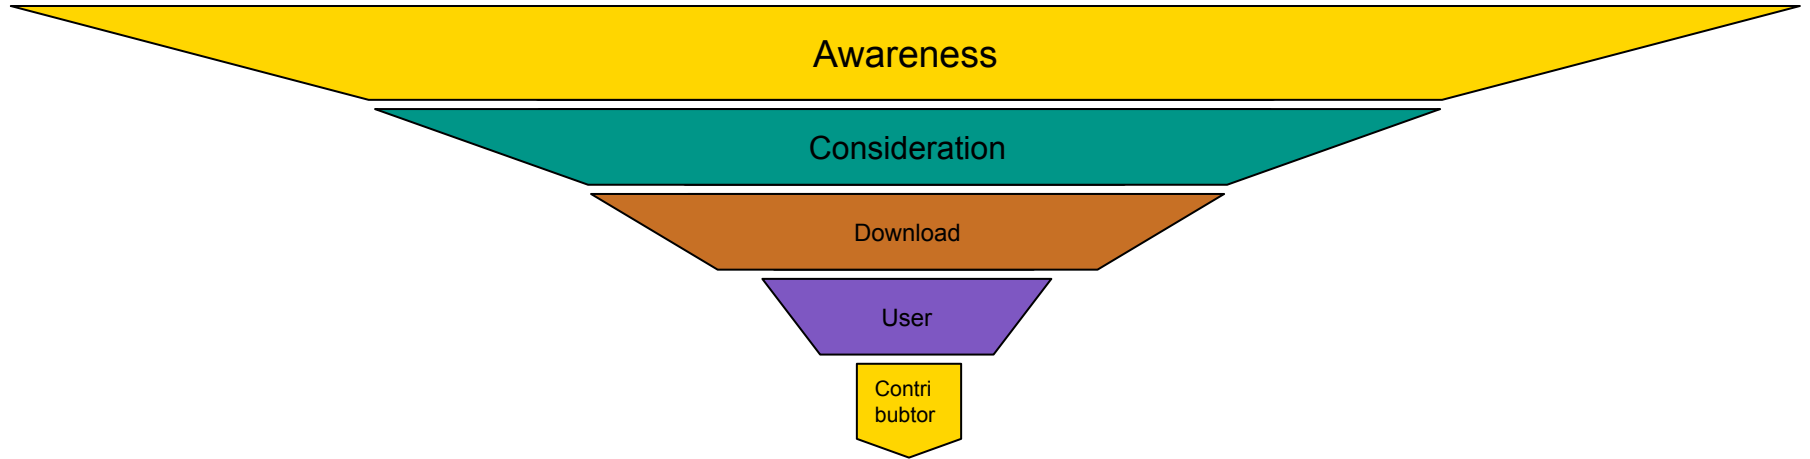 Awareness
Consideration
Download
User
Contri
bubtor